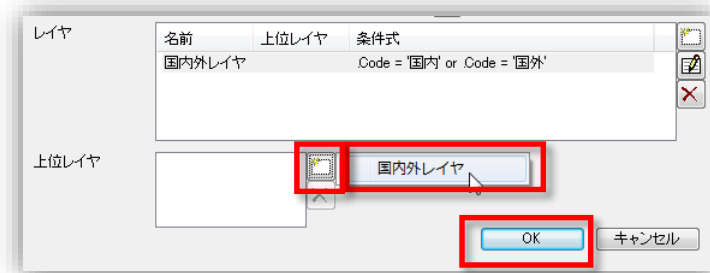 レイヤ
名前 上位レイヤ 条件式
国内外レイヤ .Code = '国内' or .Code = '国外'
上位レイヤ
国内外レイヤ
OK キャンセル